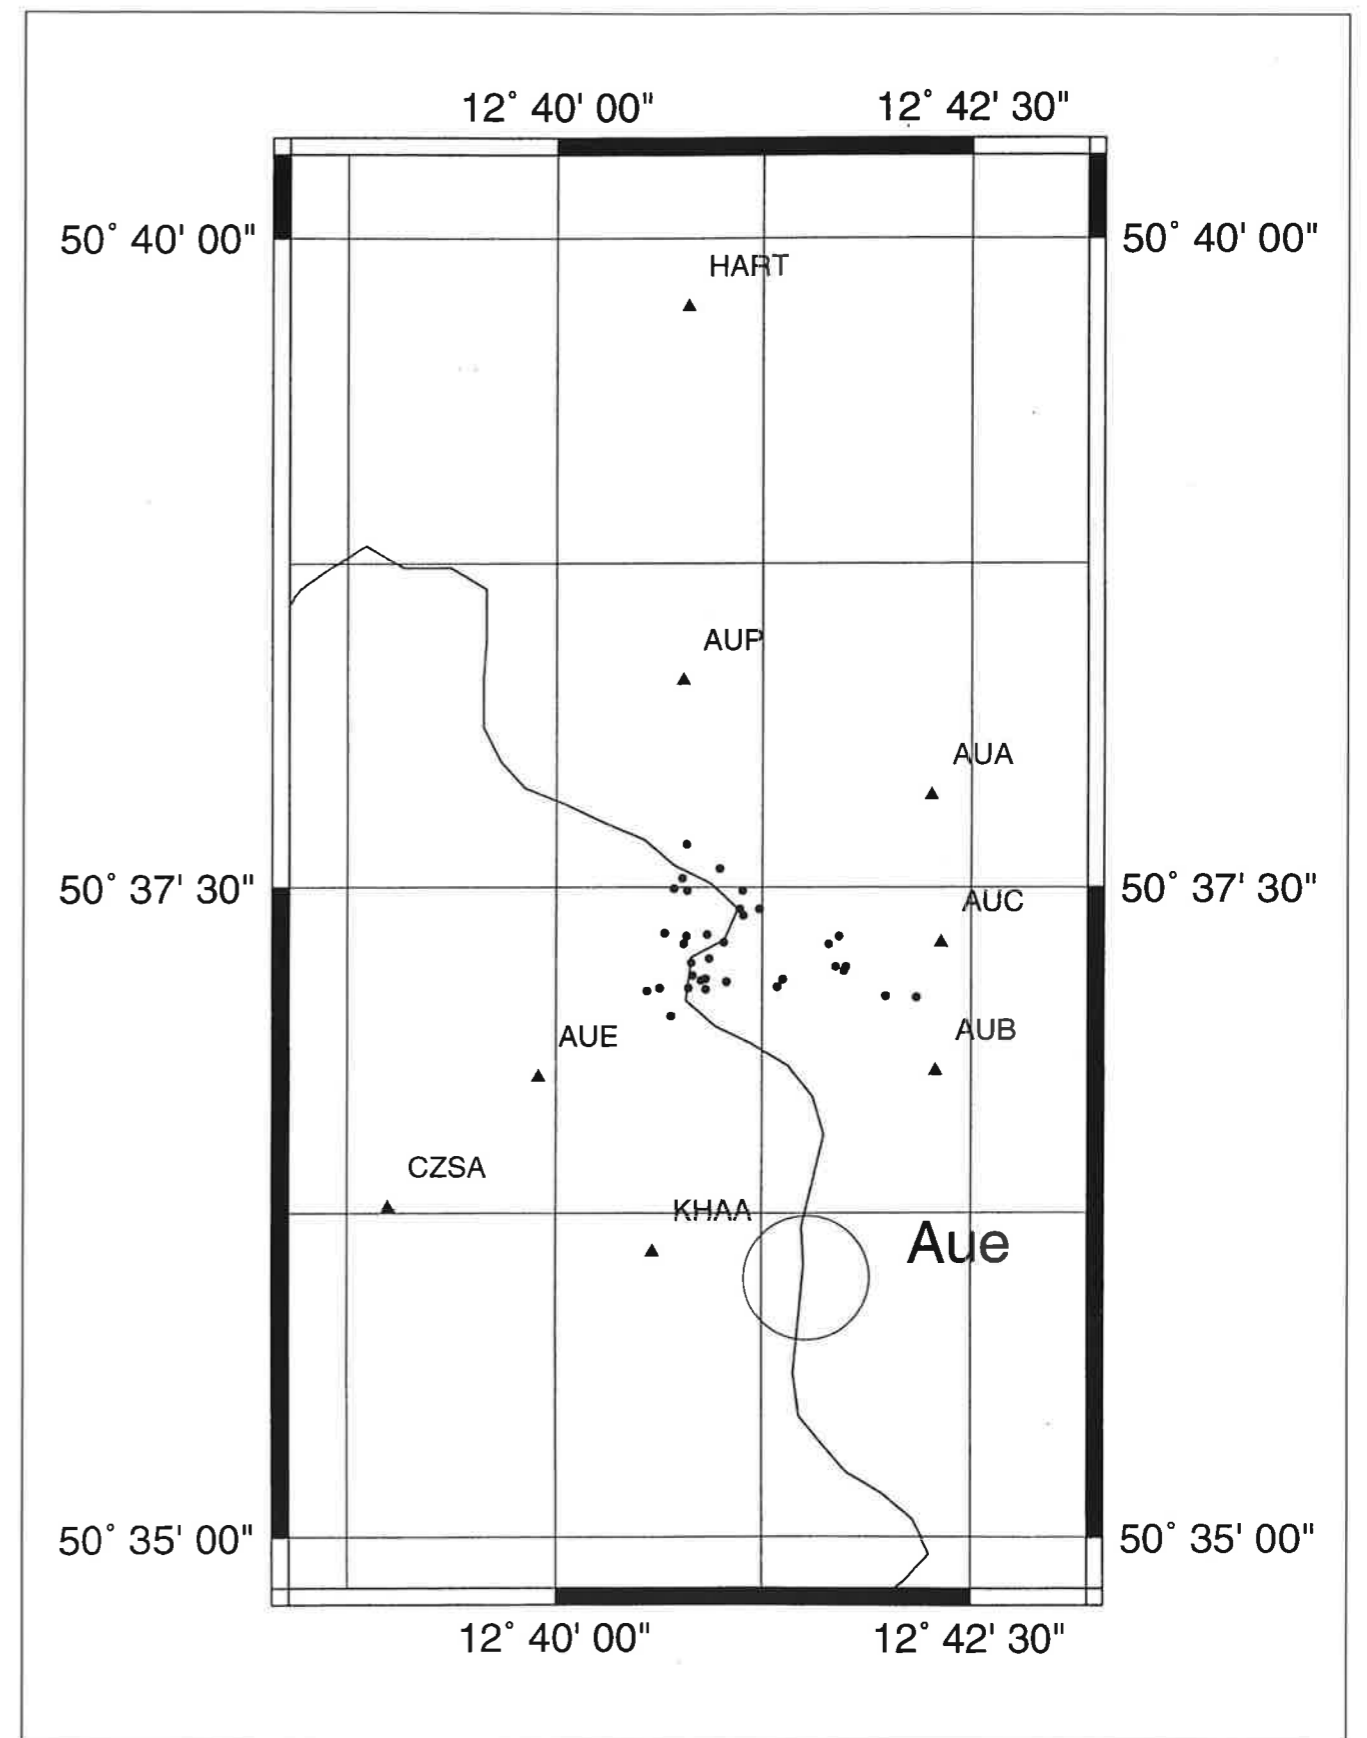 12° 40' 00" 12° 42' 30"
50° 40' 00" 50° 40' 00"
HART
AUP
AUA
50° 37' 30" 50° 37' 30"
AUC
AUB
AUE
CZSA
KHAA
Aue
50° 35' 00" 50° 35' 00"
12° 40' 00" 12° 42' 30"